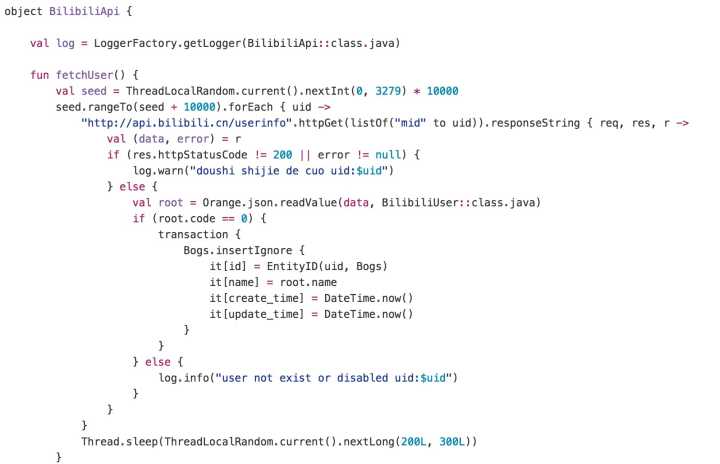 object BilibiliApi {
val log = LoggerFactory.getLogger(BilibiliApi::class.java)
fun fetchUser() {
val seed = ThreadLocalRandom.current().nextInt(0, 3279) * 10000
seed.rangeTo(seed + 10000).forEach { uid ->
"http://api.bilibili.cn/userinfo".httpGet(listOf("mid" to uid)).responseString { req, res, r ->
val (data, error) = r
if (res.httpStatusCode != 200 || error != null) {
log.warn("doushi shijie de cuo uid:$uid")
} else {
val root = Orange.json.readValue(data, BilibiliUser::class.java)
if (root.code == 0) {
transaction {
Bogs.insertIgnore {
it[id] = EntityID(uid, Bogs)
it[name] = root.name
it[create_time] = DateTime.now()
it[update_time] = DateTime.now()
}
}
} else {
log.info("user not exist or disabled uid:$uid")
}
}
}
Thread.sleep(ThreadLocalRandom.current().nextLong(200L, 300L))
}